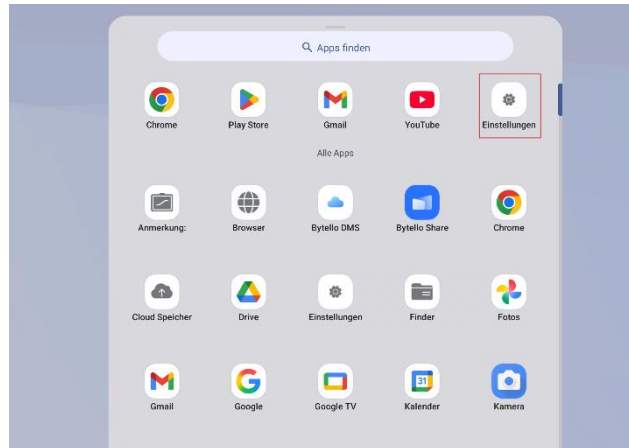 Apps finden
Chrome Play Store Gmail YouTube Einstellungen
Alle Apps
Anmerkung: Browser Bytello DMS Bytello Share Chrome
Cloud Speicher Drive Einstellungen Finder Fotos
31
Gmail Google Google TV Kalender Kamera